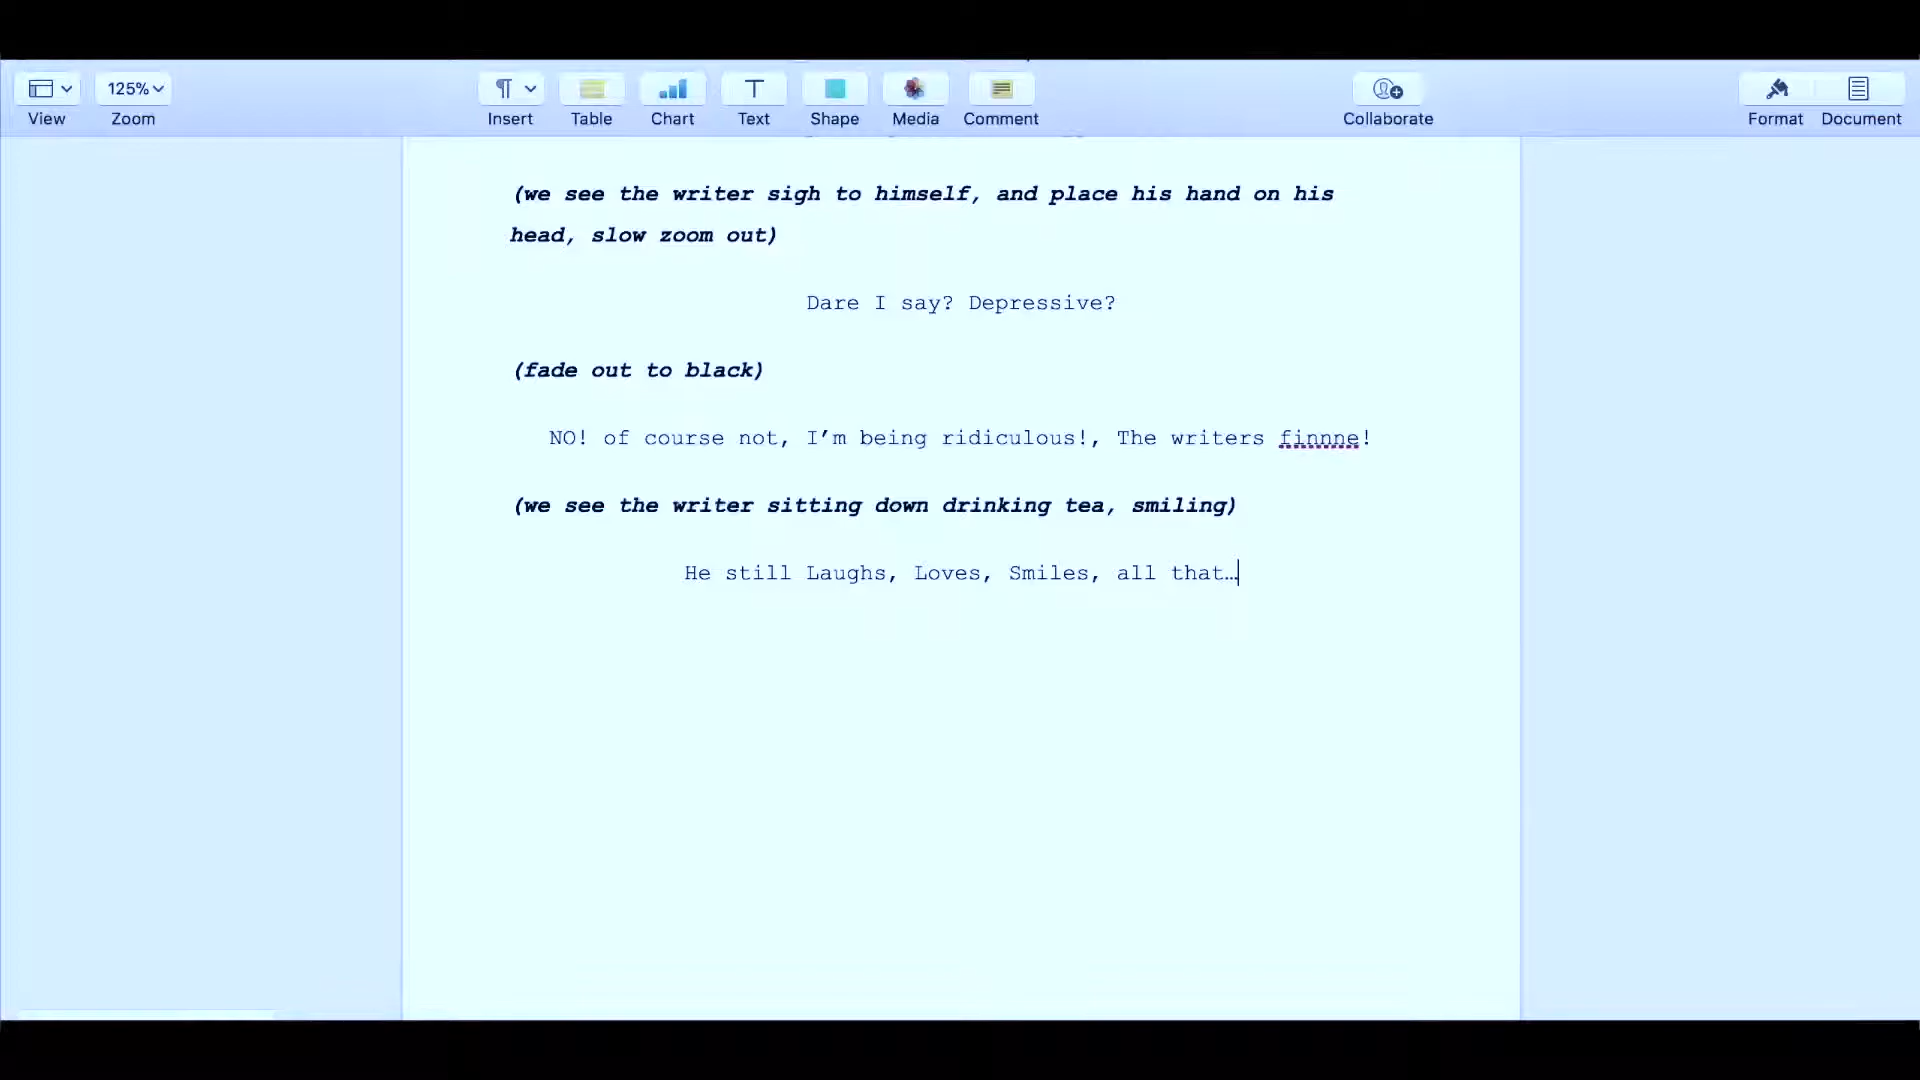 125%
View
Zoom
Insert
Table
Chart
Text
Shape
Media
Comment
Collaborate
Format
Document
(we see the writer sigh to himself, and place his hand on his
head, slow zoom out)
Dare I say? Depressive?
(fade out to black)
NO! of course not, I’m being ridiculous!, The writers finnne!
(we see the writer sitting down drinking tea, smiling)
He still Laughs, Loves, Smiles, all that…